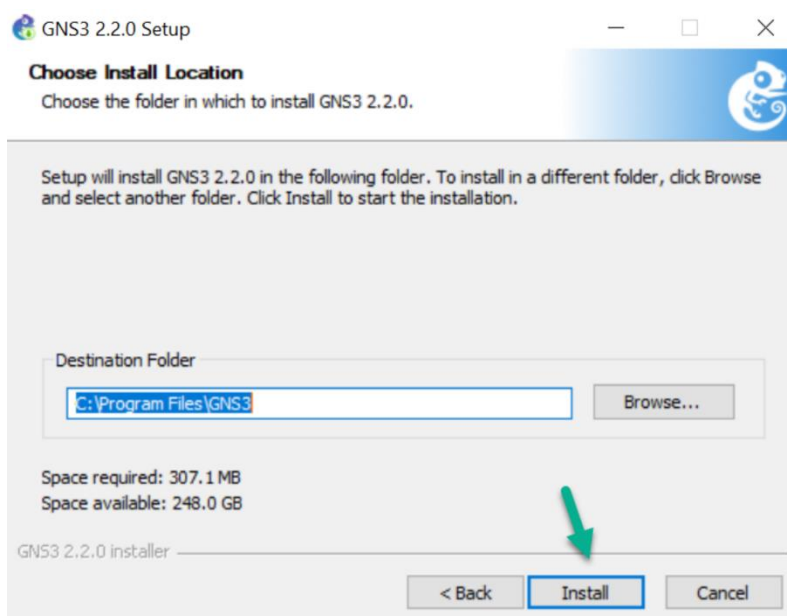 GNS3 2.2.0 Setup
Choose Install Location
Choose the folder in which to install GNS3 2.2.0.
Setup will install GNS3 2.2.0 in the following folder. To install in a different folder, click Browse
and select another folder. Click Install to start the installation.
Destination Folder
C:\Program Files\GNS3
Browse...
Space required: 307.1 MB
Space available: 248.0 GB
GNS3 2.2.0 installer
< Back Install Cancel